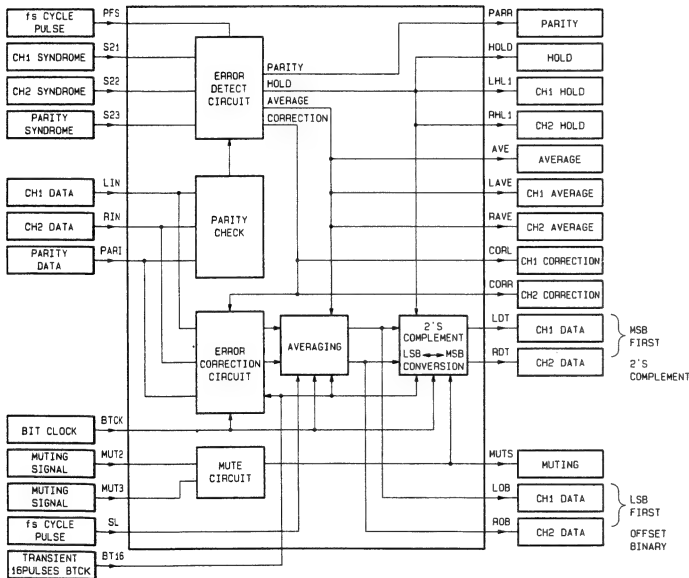 fs CYCLE
PULSE
PFS
CH1 SYNDROME
S21
CH2 SYNDROME
S22
PARITY
SYNDROME
S23
CH1 DATA
LIN
CH2 DATA
RIN
PARITY
DATA
PARI
BIT CLOCK
BTCK
MUTING
SIGNAL
MUT2
MUTING
SIGNAL
MUT3
fs CYCLE
PULSE
SL
TRANSIENT
16PULSES BTCK
BT16
ERROR
DETECT
CIRCUIT
PARITY
HOLD
AVERAGE
CORRECTION
PARITY
CHECK
ERROR
CORRECTION
CIRCUIT
AVERAGING
2'S
COMPLEMENT
LSB MSB
CONVERSION
MUTE
CIRCUIT
PARR
PARITY
HOLD
HOLD
LHL1
CH1 HOLD
RHL1
CH2 HOLD
AVE
AVERAGE
LAVE
CH1 AVERAGE
RAVE
CH2 AVERAGE
CORL
CH1 CORRECTION
CORR
CH2 CORRECTION
LDT
CH1 DATA
RDT
CH2 DATA
MSB
FIRST
2'S
COMPLEMENT
MUTS
MUTING
LOB
CH1 DATA
ROB
CH2 DATA
LSB
FIRST
OFFSET
BINARY